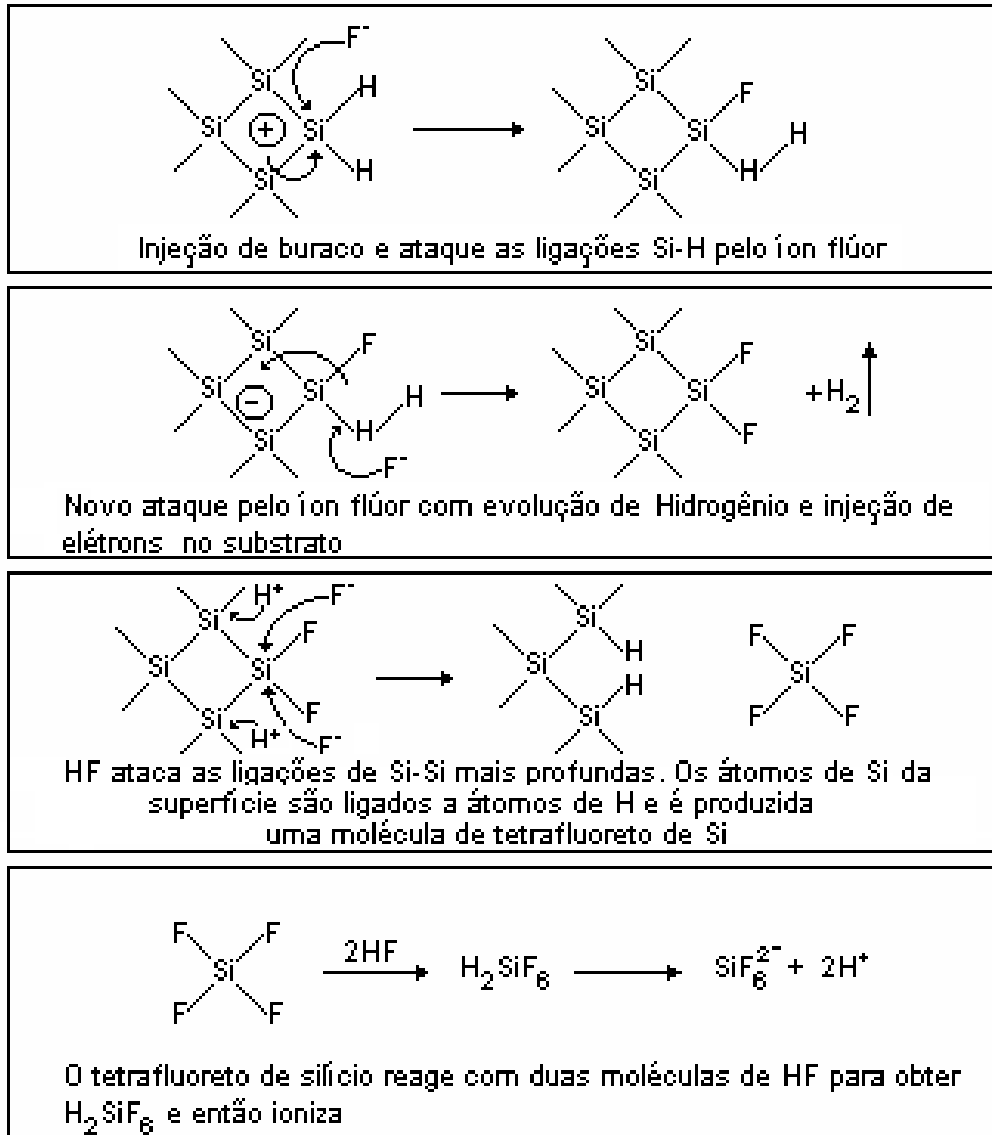 F⁻
Si H Si F
Si + Si Si Si H
Si H Si H
Injeção de buraco e ataque as ligações Si-H pelo íon flúor
Si F Si F
Si − Si H Si Si +H₂
Si H Si F
F⁻
Novo ataque pelo íon flúor com evolução de Hidrogênio e injeção de
elétrons no substrato
H⁺ F⁻
Si F Si H F F
Si Si Si H Si
Si F Si F F
H⁺ F⁻
HF ataca as ligações de Si-Si mais profundas. Os átomos de Si da
superfície são ligados a átomos de H e é produzida
uma molécula de tetrafluoreto de Si
F F
Si 2HF H₂SiF₆ SiF₆²⁻ + 2H⁺
F F
O tetrafluoreto de silício reage com duas moléculas de HF para obter
H₂SiF₆ e então ioniza